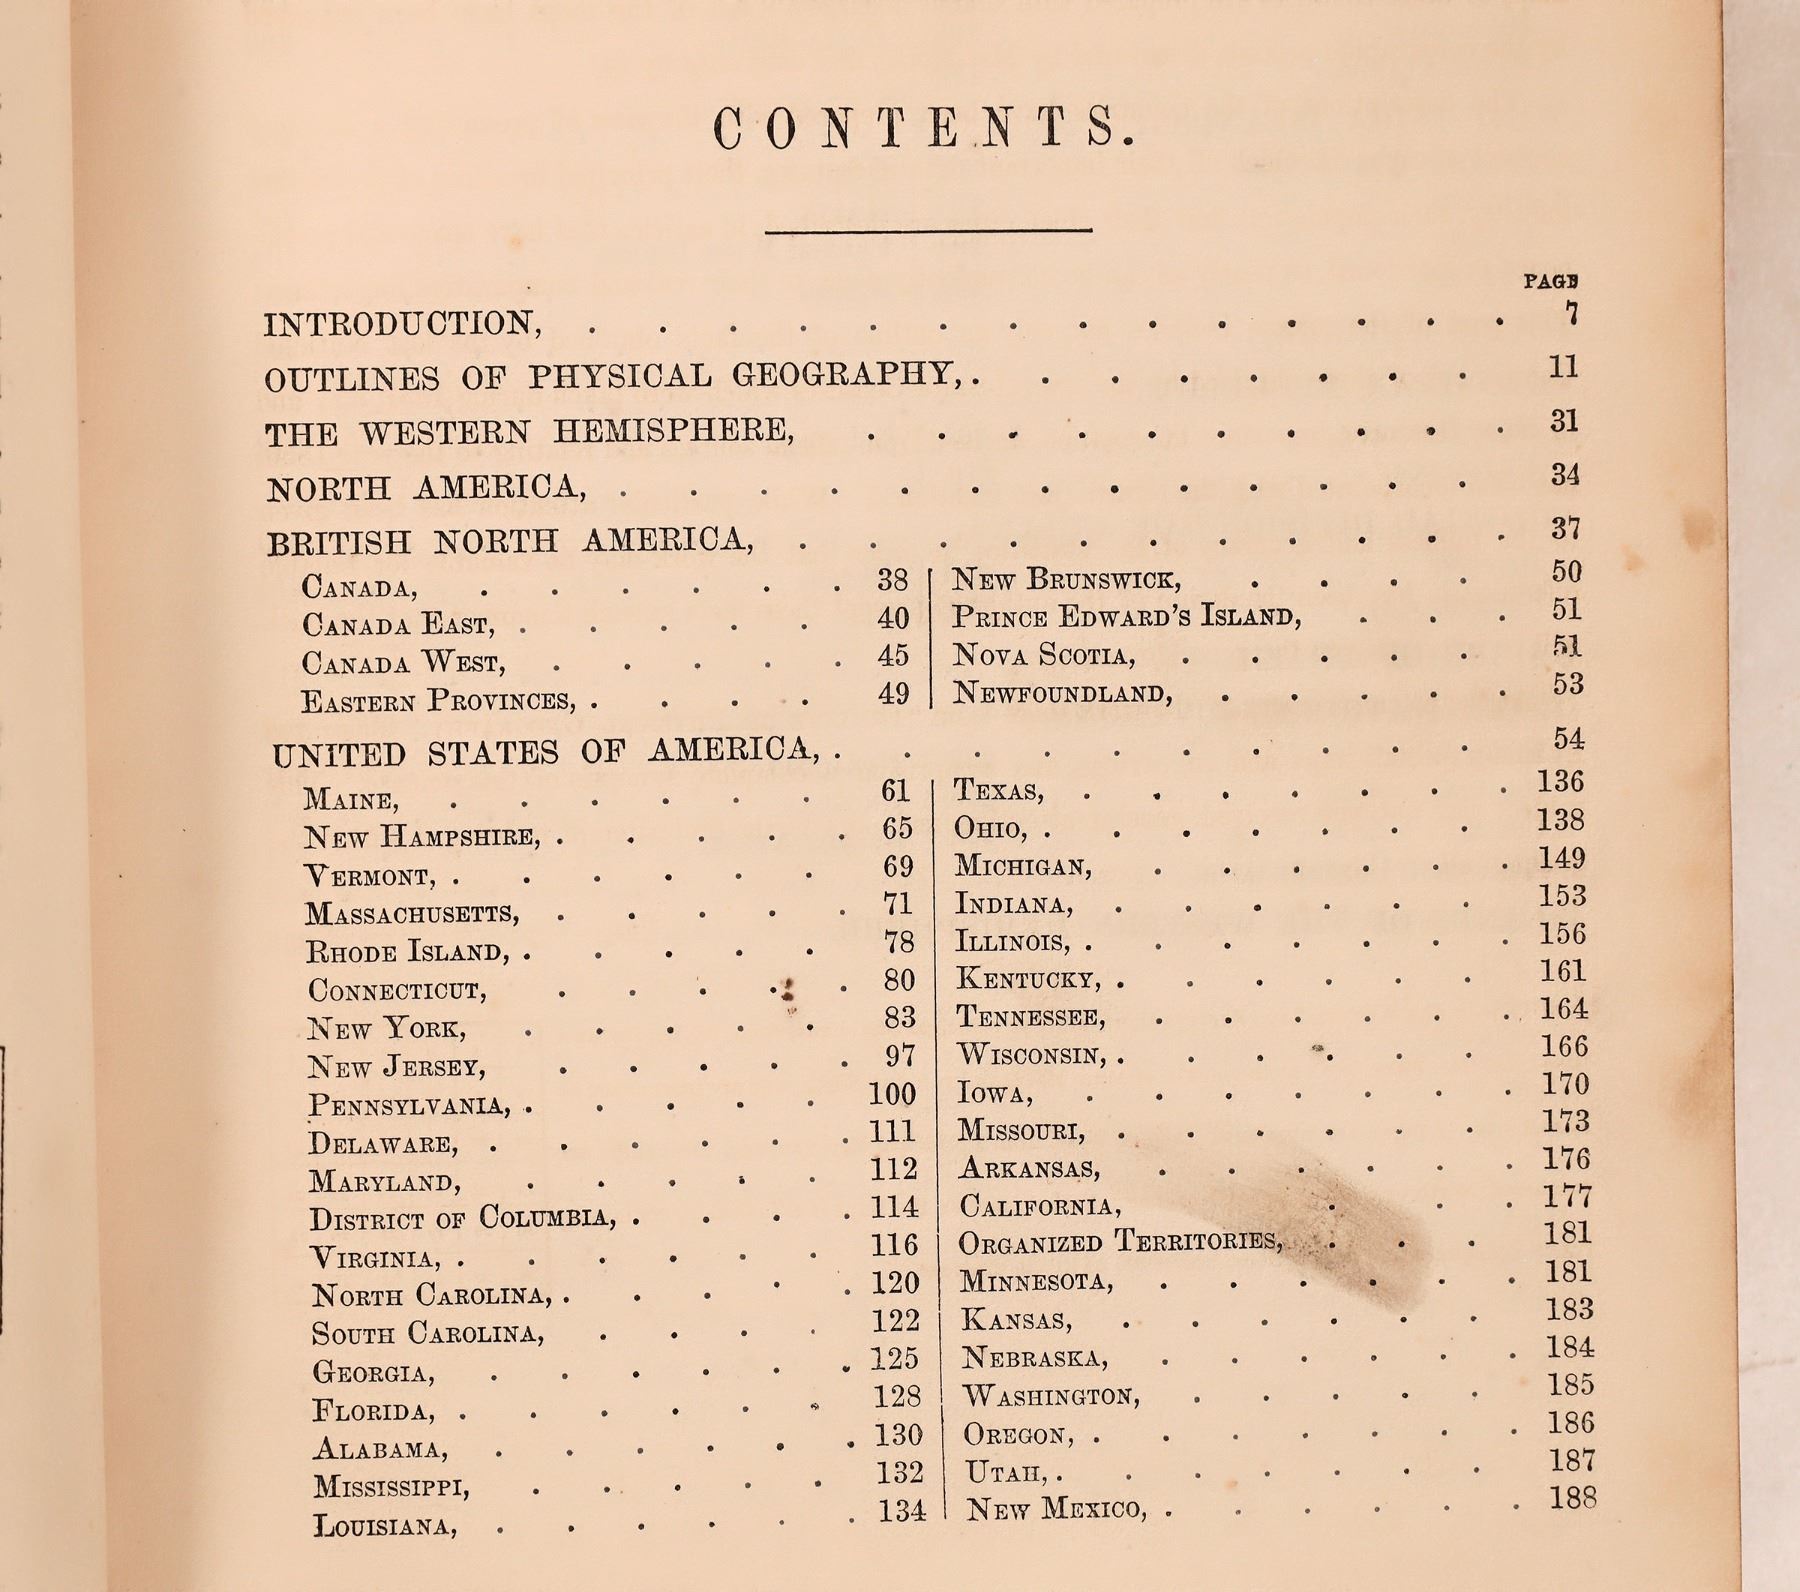 CONTENTS.
PAGE
INTRODUCTION, . . . . . . . . . . . . . . 7
OUTLINES OF PHYSICAL GEOGRAPHY, . . . . . . . . 11
THE WESTERN HEMISPHERE, . . . . . . . . . . 31
NORTH AMERICA, . . . . . . . . . . . . . 34
BRITISH NORTH AMERICA, . . . . . . . . . . . 37
CANADA, . . . . . . 38
CANADA EAST, . . . . . 40
CANADA WEST, . . . . . 45
EASTERN PROVINCES, . . . . 49
NEW BRUNSWICK, . . . . 50
PRINCE EDWARD'S ISLAND, . . . 51
NOVA SCOTIA, . . . . . 51
NEWFOUNDLAND, . . . . . 53
UNITED STATES OF AMERICA, . . . . . . . . . . 54
MAINE, . . . . . . 61
NEW HAMPSHIRE, . . . . . 65
VERMONT, . . . . . . 69
MASSACHUSETTS, . . . . . 71
RHODE ISLAND, . . . . . 78
CONNECTICUT, . . . . . 80
NEW YORK, . . . . . 83
NEW JERSEY, . . . . . 97
PENNSYLVANIA, . . . . . 100
DELAWARE, . . . . . . 111
MARYLAND, . . . . . 112
DISTRICT OF COLUMBIA, . . . . 114
VIRGINIA, . . . . . . 116
NORTH CAROLINA, . . . . . 120
SOUTH CAROLINA, . . . . 122
GEORGIA, . . . . . . 125
FLORIDA, . . . . . . 128
ALABAMA, . . . . . . 130
MISSISSIPPI, . . . . . 132
LOUISIANA, . . . . . . 134
TEXAS, . . . . . . . 136
OHIO, . . . . . . . 138
MICHIGAN, . . . . . . 149
INDIANA, . . . . . . 153
ILLINOIS, . . . . . . . 156
KENTUCKY, . . . . . . 161
TENNESSEE, . . . . . . 164
WISCONSIN, . . . . . . 166
IOWA, . . . . . . . 170
MISSOURI, . . . . . . 173
ARKANSAS, . . . . . . 176
CALIFORNIA, . . . 177
ORGANIZED TERRITORIES, . . . 181
MINNESOTA, . . . . . . 181
KANSAS, . . . . . . 183
NEBRASKA, . . . . . . 184
WASHINGTON, . . . . . 185
OREGON, . . . . . . . 186
UTAH, . . . . . . . 187
NEW MEXICO, . . . . . . 188